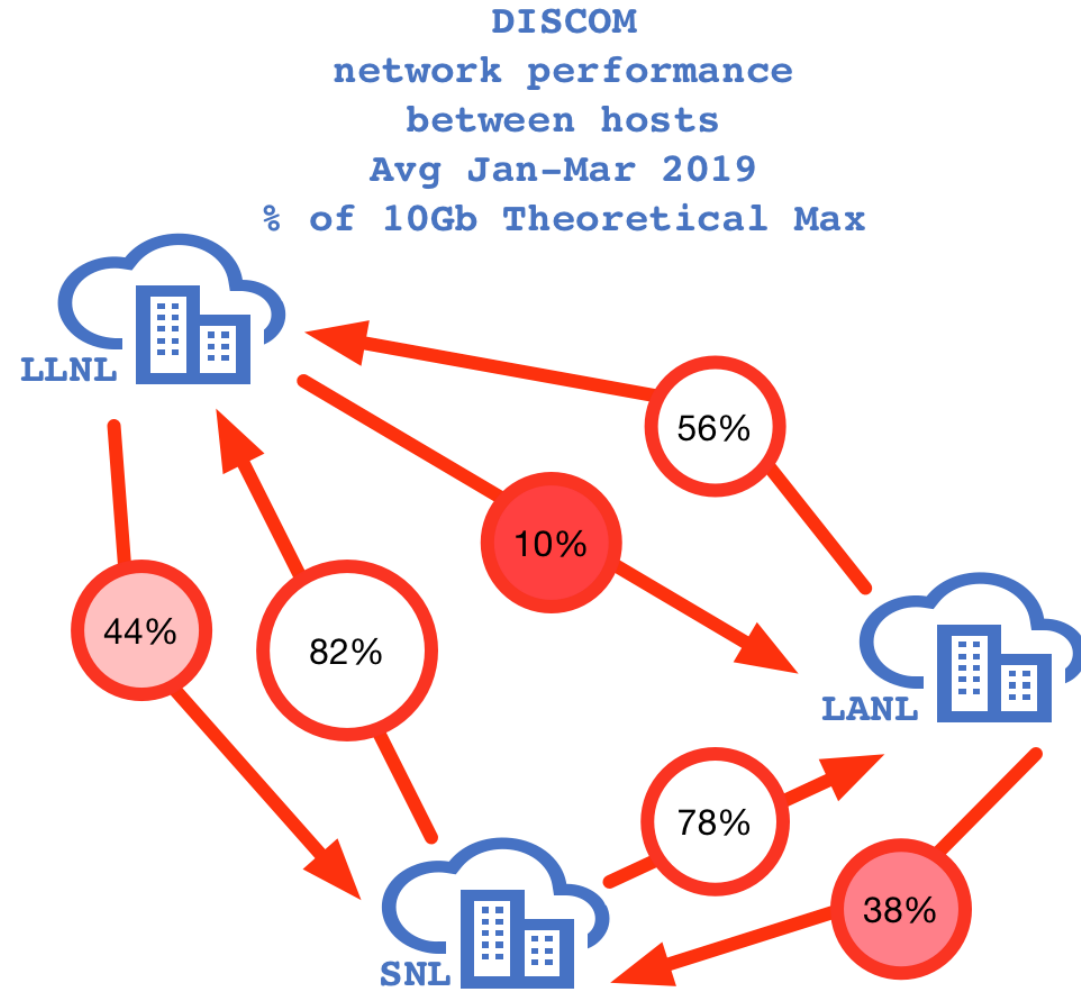 DISCOM
network performance
between hosts
Avg Jan-Mar 2019
% of 10Gb Theoretical Max
LLNL
56%
10%
44%
82%
LANL
78%
38%
SNL